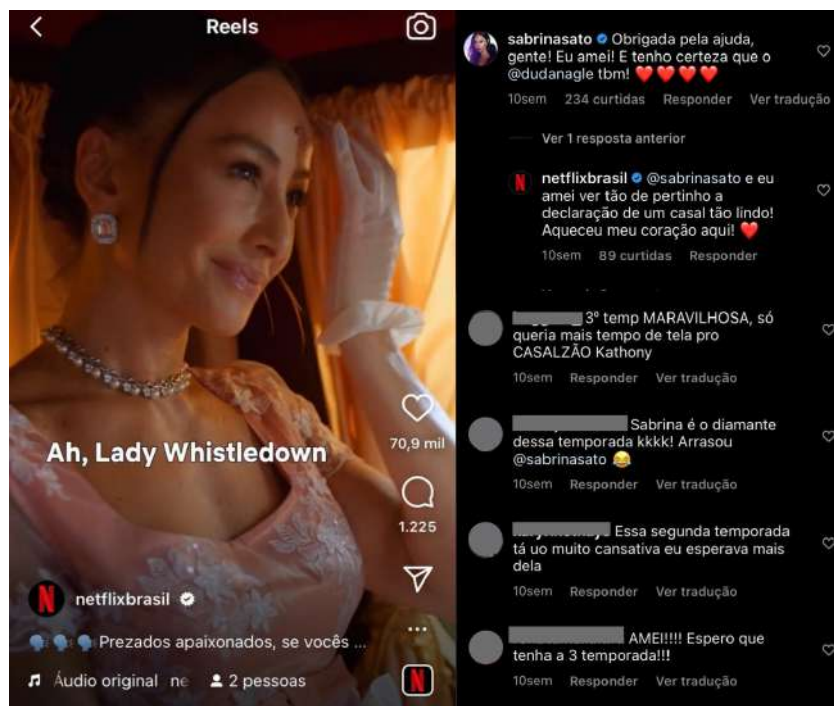 Reels
Ah, Lady Whistledown
70,9 mil
1.225
netflixbrasil
Prezados apaixonados, se vocês ...
Áudio original ne
2 pessoas
sabrinasato Obrigada pela ajuda,
gente! Eu amei! E tenho certeza que o
@dudanagle tbm!
10sem 234 curtidas Responder Ver tradução
Ver 1 resposta anterior
netflixbrasil @sabrinasato e eu
amei ver tão de pertinho a
declaração de um casal tão lindo!
Aqueceu meu coração aqui!
10sem 89 curtidas Responder
3° temp MARAVILHOSA, só
queria mais tempo de tela pro
CASALZÃO Kathony
10sem Responder Ver tradução
Sabrina é o diamante
dessa temporada kkkk! Arrasou
@sabrinasato
10sem Responder Ver tradução
Essa segunda temporada
tá uo muito cansativa eu esperava mais
dela
10sem Responder Ver tradução
AMEI!!!! Espero que
tenha a 3 temporada!!!
10sem Responder Ver tradução